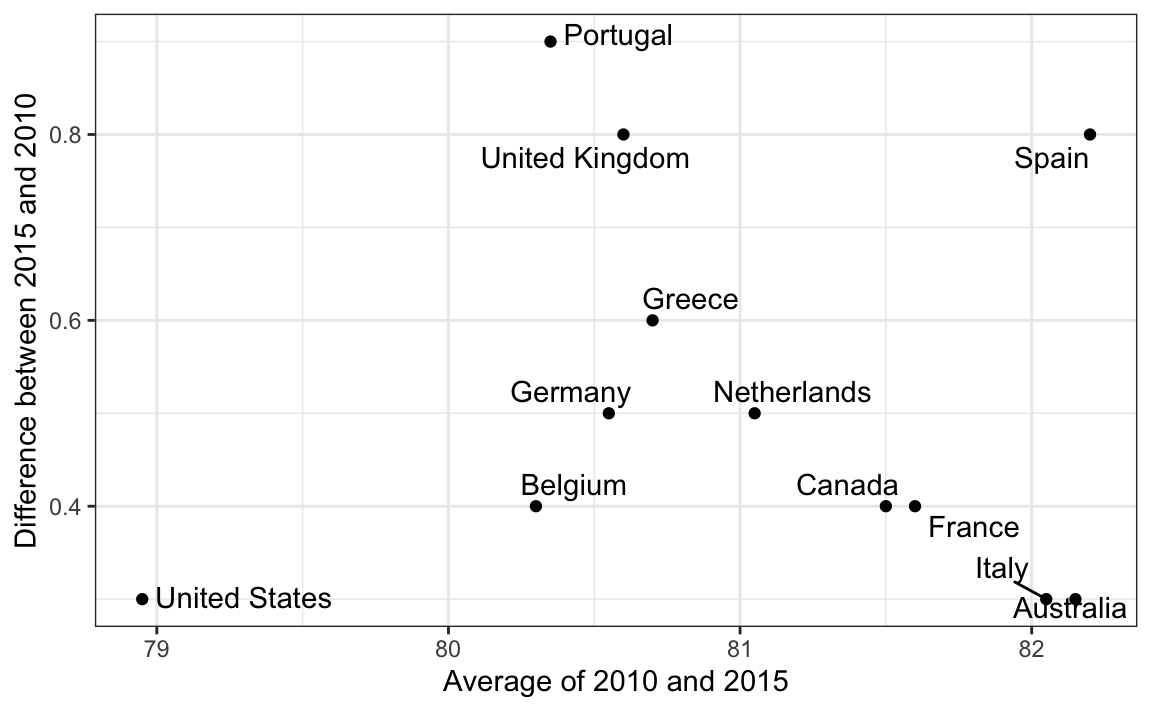 Portugal
0.8
United Kingdom
Spain
Difference between 2015 and 2010
Greece
0.6
Germany
Netherlands
Belgium
Canada
0.4
France
Italy
United States
Australia
79
80
81
82
Average of 2010 and 2015